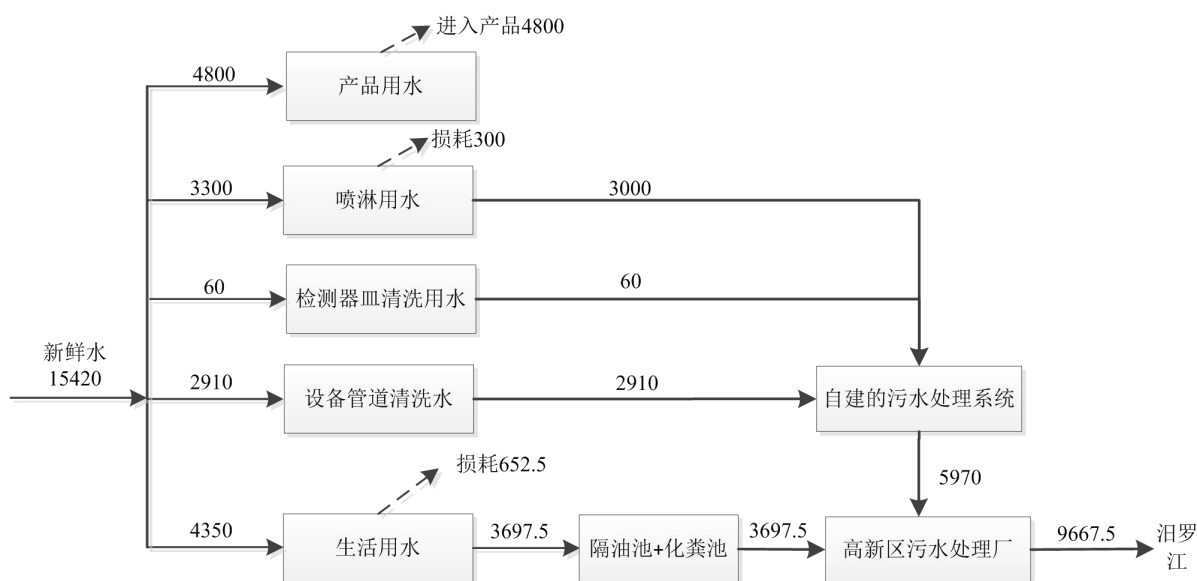 进入产品4800
4800
产品用水
损耗300
3300
喷淋用水
3000
60
检测器皿清洗用水
60
新鲜水
15420
2910
设备管道清洗水
2910
自建的污水处理系统
损耗652.5
5970
4350
生活用水
3697.5
隔油池+化粪池
3697.5
高新区污水处理厂
9667.5
汨罗
江